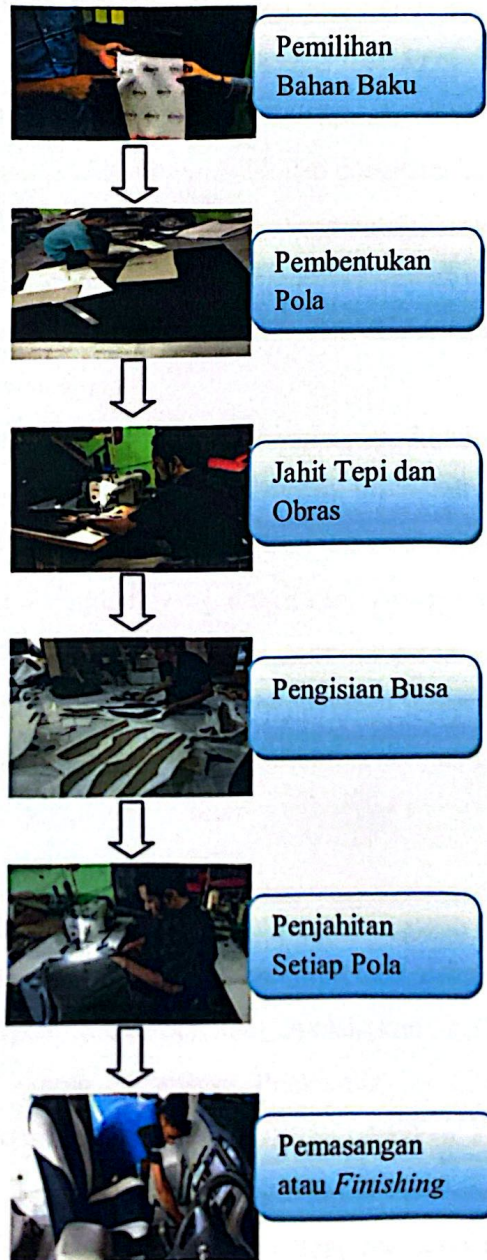 Pemilihan
Bahan Baku
Pembentukan
Pola
Jahit Tepi dan
Obras
Pengisian Busa
Penjahitan
Setiap Pola
Pemasangan
atau Finishing